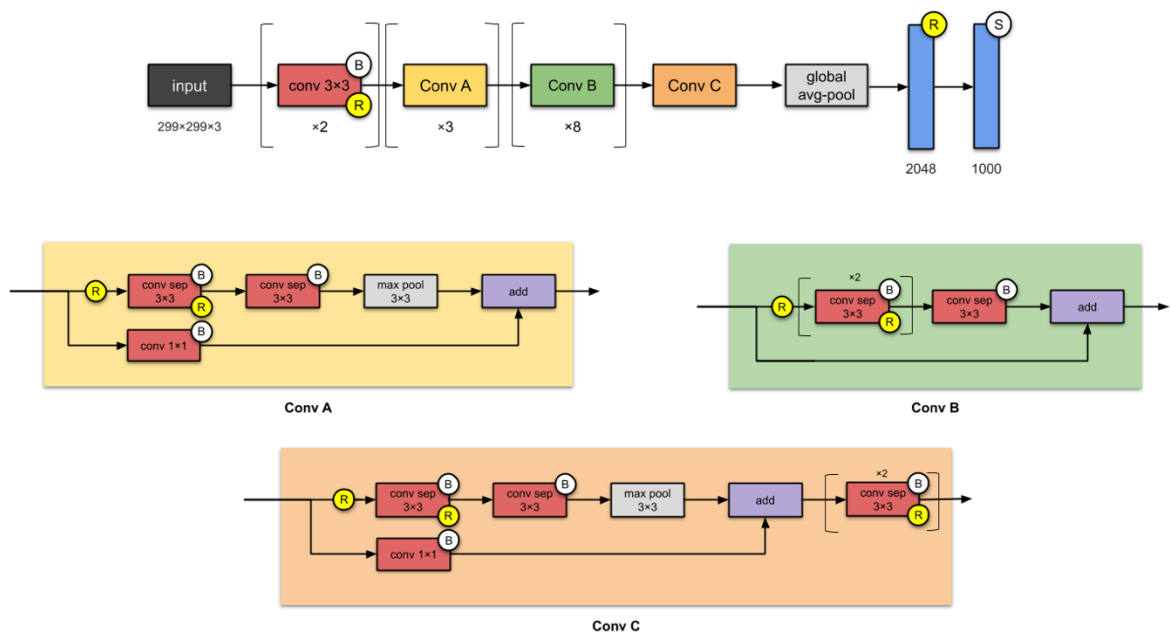 input
299×299×3
conv 3×3
B
R
×2
Conv A
×3
Conv B
×8
Conv C
global
avg-pool
R
2048
S
1000
R
conv sep
3×3
B
R
conv sep
3×3
B
max pool
3×3
add
conv 1×1
B
Conv A
R
×2
conv sep
3×3
B
R
conv sep
3×3
B
add
Conv B
R
conv sep
3×3
B
R
conv sep
3×3
B
max pool
3×3
add
×2
conv sep
3×3
B
R
conv 1×1
B
Conv C